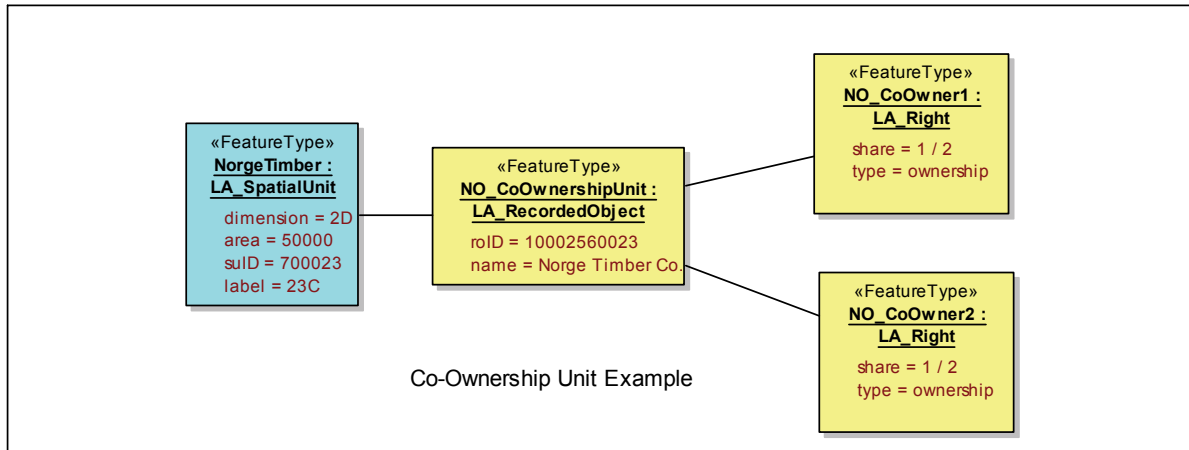 «FeatureType»
NorgeTimber :
LA_SpatialUnit
dimension = 2D
area = 50000
suID = 700023
label = 23C
«FeatureType»
NO_CoOwnershipUnit :
LA_RecordedObject
roID = 10002560023
name = Norge Timber Co.
«FeatureType»
NO_CoOwner1 :
LA_Right
share = 1 / 2
type = ownership
«FeatureType»
NO_CoOwner2 :
LA_Right
share = 1 / 2
type = ownership
Co-Ownership Unit Example